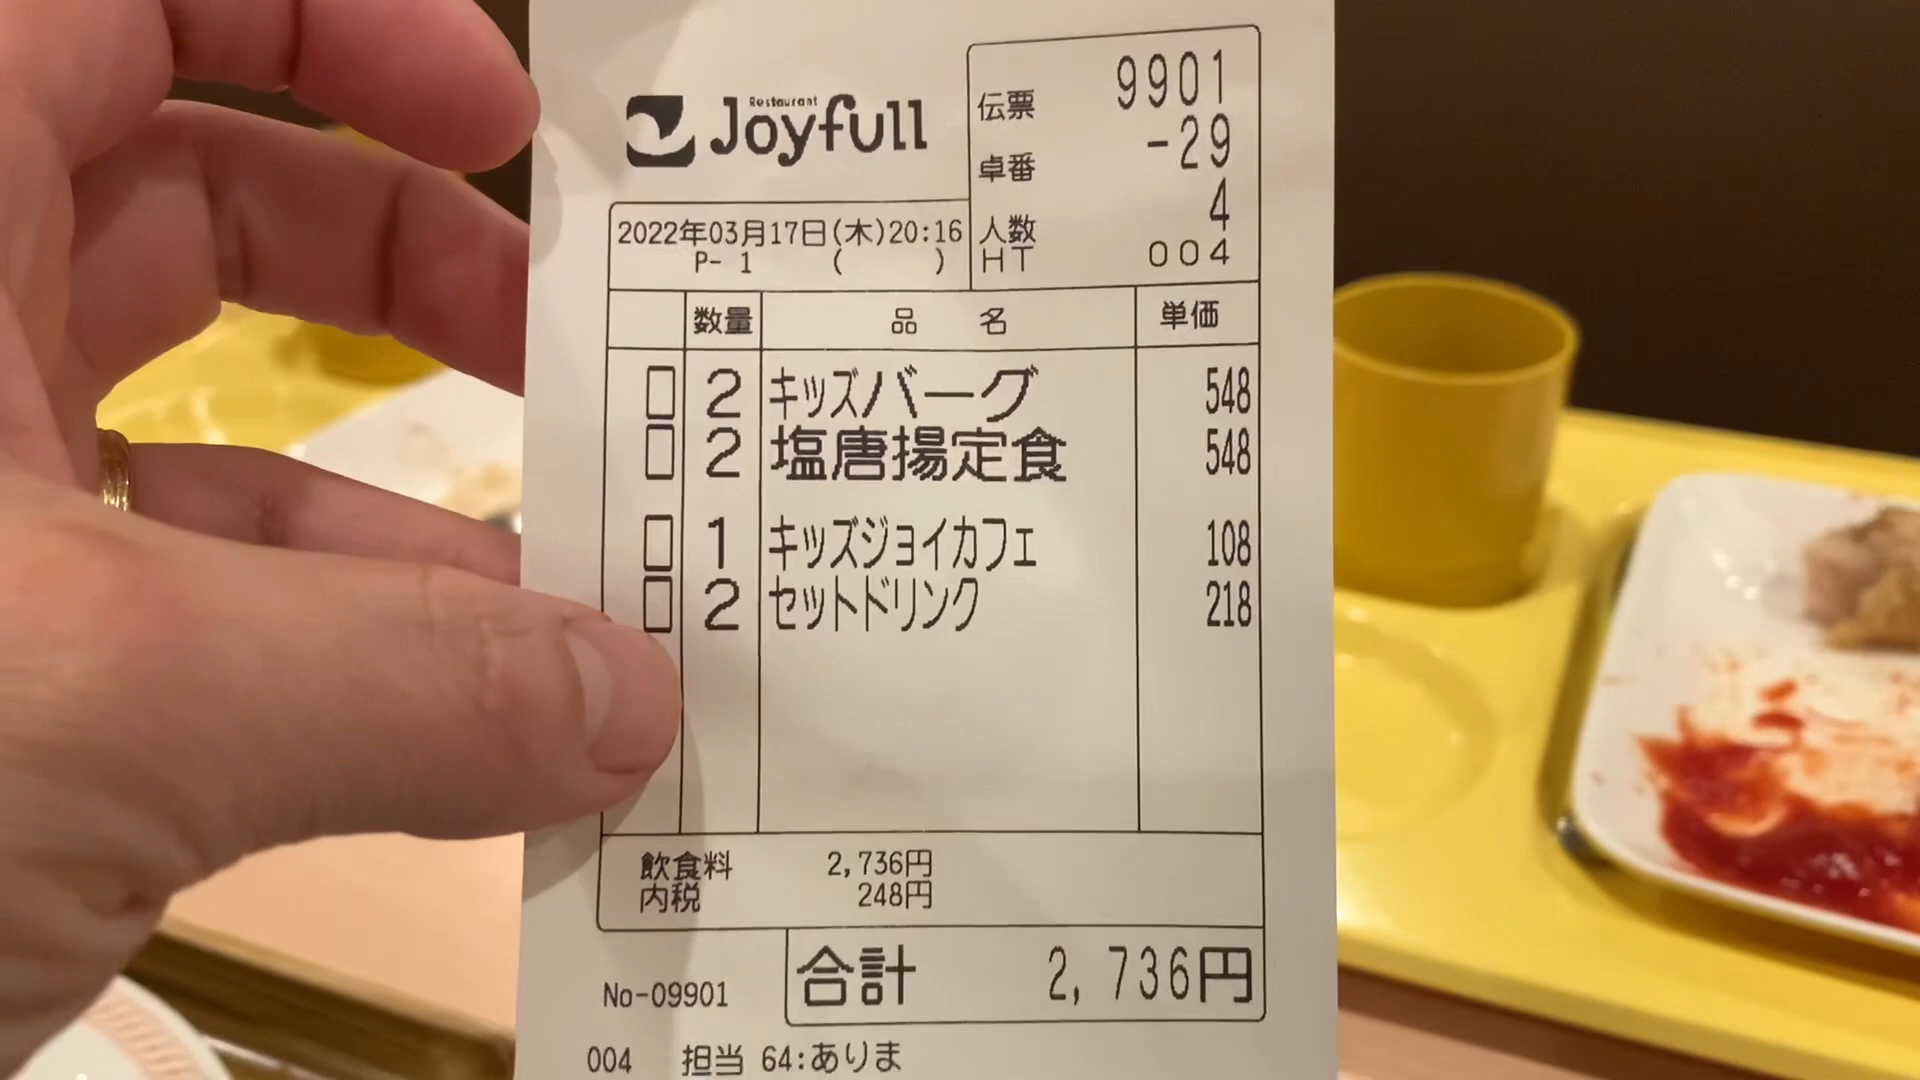 Restaurant
Joyfull
伝票 9901
-29
卓番
4
人数
HT 004
2022年03月17日(木)20:16
P- 1 ( )
数量 品 名 単価
2 キッズバーグ 548
2 塩唐揚定食 548
1 キッズジョイカフェ 108
2 セットドリンク 218
飲食料 2,736円
内税 248円
合計 2,736円
No-09901
004 担当 64:ありま